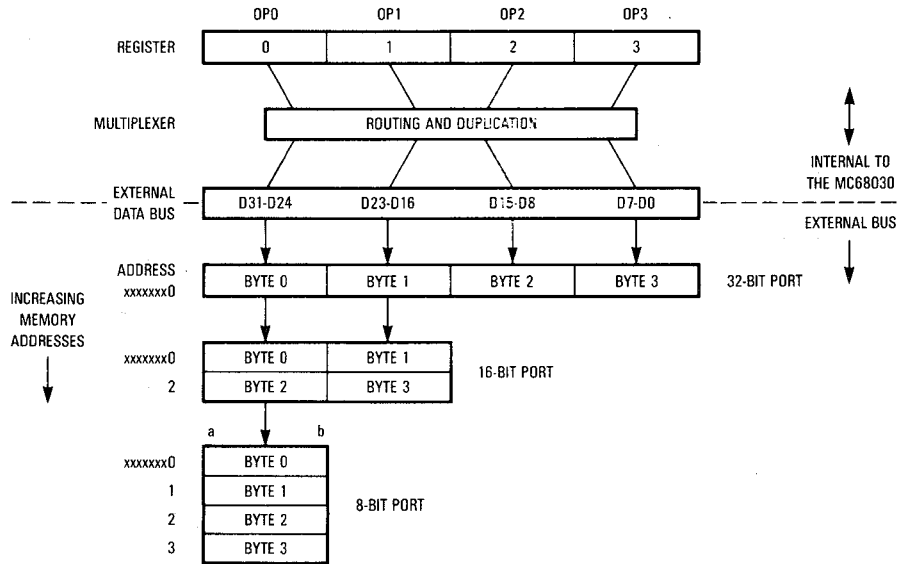 OP0 OP1 OP2 OP3
REGISTER 0 1 2 3
MULTIPLEXER ROUTING AND DUPLICATION
INTERNAL TO
THE MC68030
EXTERNAL
DATA BUS
D31-D24 D23-D16 D15-D8 D7-D0
EXTERNAL BUS
ADDRESS
xxxxxxx0
BYTE 0 BYTE 1 BYTE 2 BYTE 3 32-BIT PORT
INCREASING
MEMORY
ADDRESSES
xxxxxxx0 BYTE 0 BYTE 1
2 BYTE 2 BYTE 3
16-BIT PORT
a b
xxxxxxx0 BYTE 0
1 BYTE 1
2 BYTE 2
3 BYTE 3
8-BIT PORT